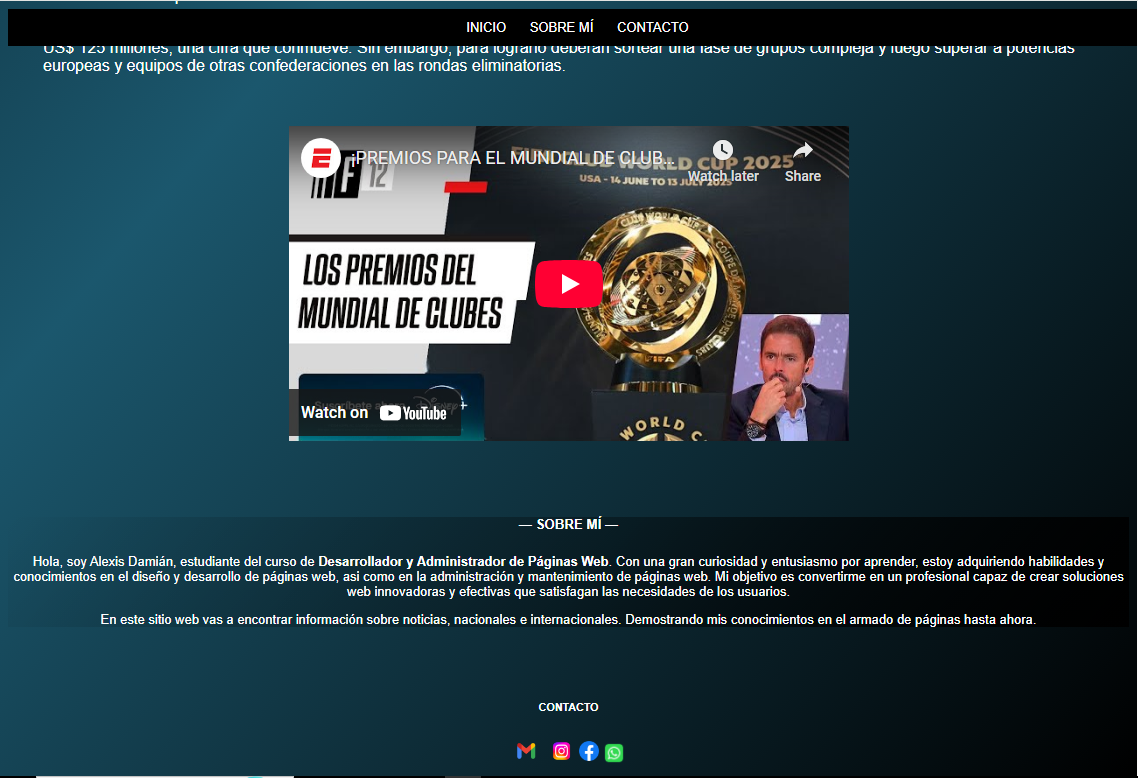 INICIO SOBRE MÍ CONTACTO
US$ 125 millones, una cifra que conmueve. Sin embargo, para lograrlo deberán sortear una fase de grupos compleja y luego superar a potencias
europeas y equipos de otras confederaciones en las rondas eliminatorias.
¡PREMIOS PARA EL MUNDIAL DE CLUB...
CLUB WORLD CUP 2025
USA - 14 JUNE TO 13 JULY 2025
Watch later
Share
12
LOS PREMIOS DEL
MUNDIAL DE CLUBES
FIFA
WORLD C
Watch on YouTube
— SOBRE MÍ —
Hola, soy Alexis Damián, estudiante del curso de Desarrollador y Administrador de Páginas Web. Con una gran curiosidad y entusiasmo por aprender, estoy adquiriendo habilidades y
conocimientos en el diseño y desarrollo de páginas web, asi como en la administración y mantenimiento de páginas web. Mi objetivo es convertirme en un profesional capaz de crear soluciones
web innovadoras y efectivas que satisfagan las necesidades de los usuarios.
En este sitio web vas a encontrar información sobre noticias, nacionales e internacionales. Demostrando mis conocimientos en el armado de páginas hasta ahora.
CONTACTO